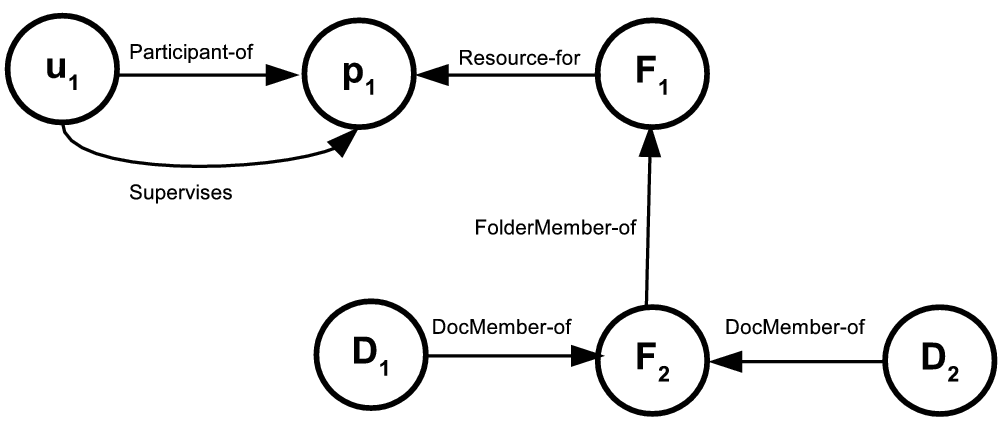 Participant-of
Resource-for
u1
p1
F1
Supervises
FolderMember-of
DocMember-of
DocMember-of
D1
F2
D2